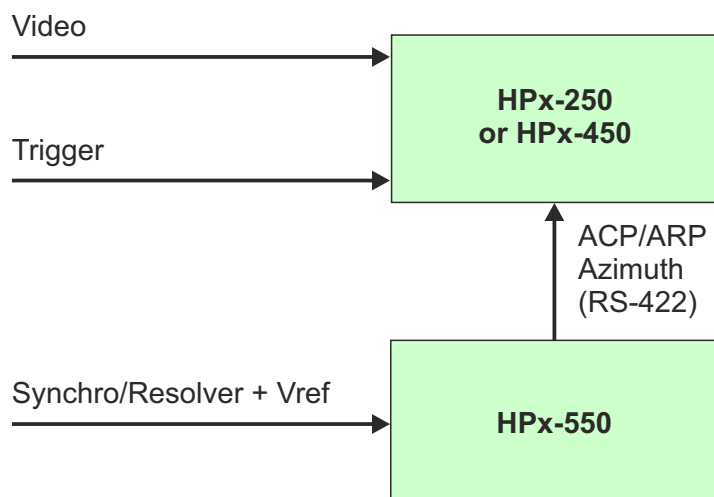 Video
HPx-250
or HPx-450
Trigger
ACP/ARP
Azimuth
(RS-422)
Synchro/Resolver + Vref
HPx-550